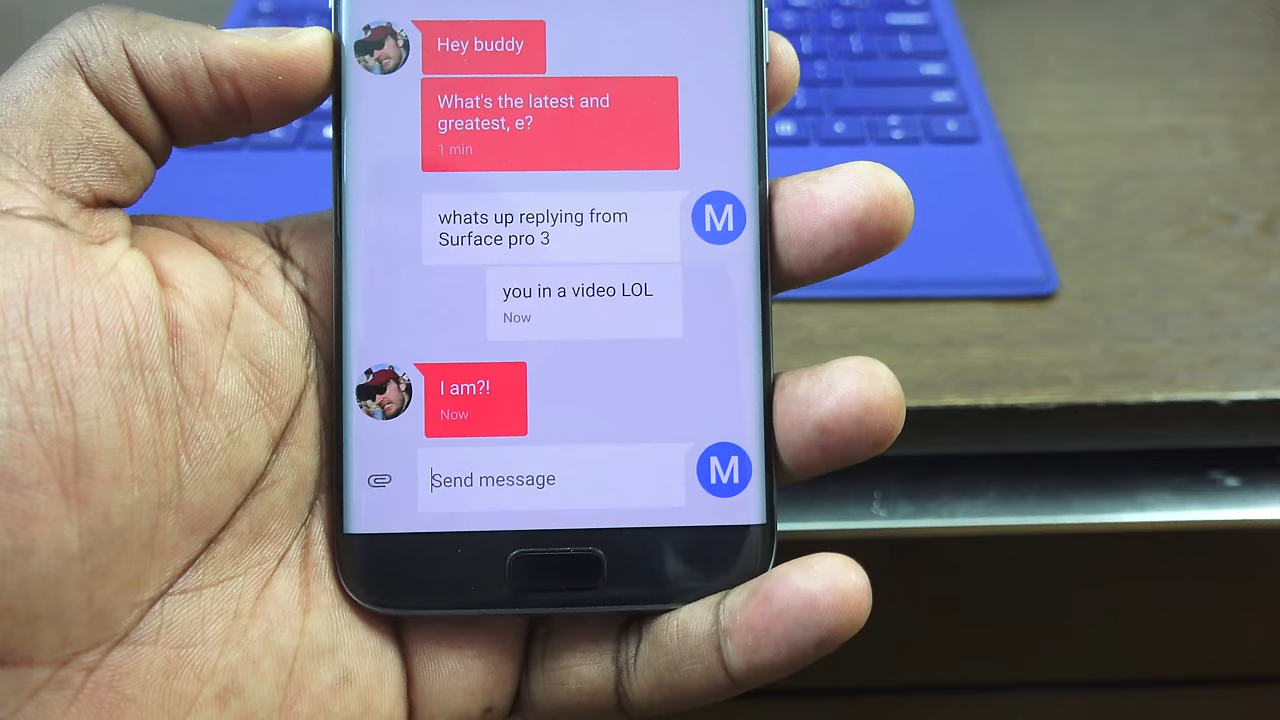 Hey buddy
What's the latest and
greatest, e?
1 min
whats up replying from
Surface pro 3
M
you in a video LOL
Now
I am?!
Now
Send message
M